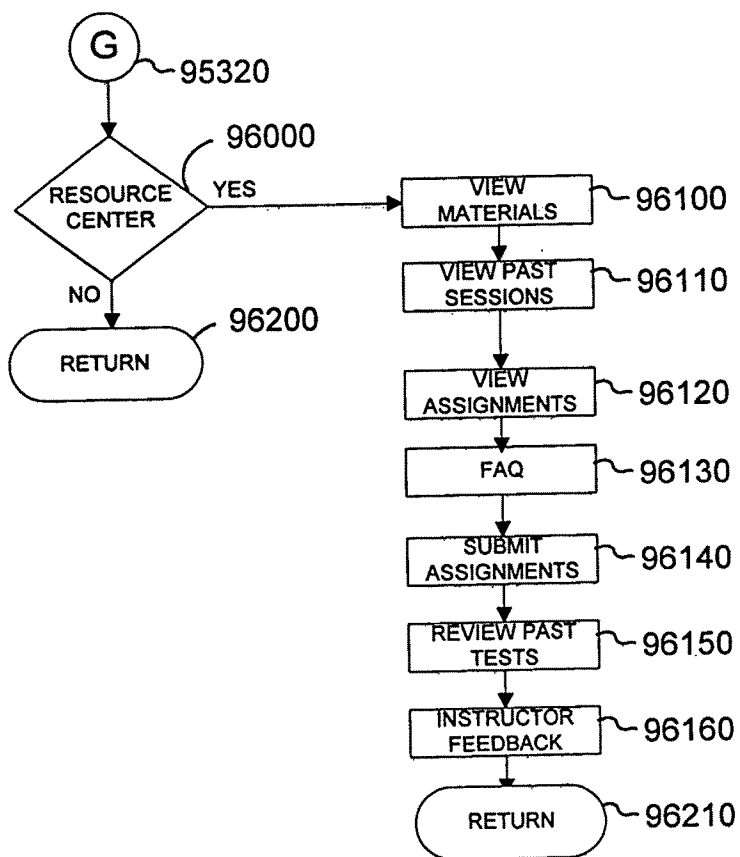 G
95320
96000
RESOURCE
CENTER
YES
NO
96200
RETURN
VIEW
MATERIALS
96100
VIEW PAST
SESSIONS
96110
VIEW
ASSIGNMENTS
96120
FAQ
96130
SUBMIT
ASSIGNMENTS
96140
REVIEW PAST
TESTS
96150
INSTRUCTOR
FEEDBACK
96160
RETURN
96210